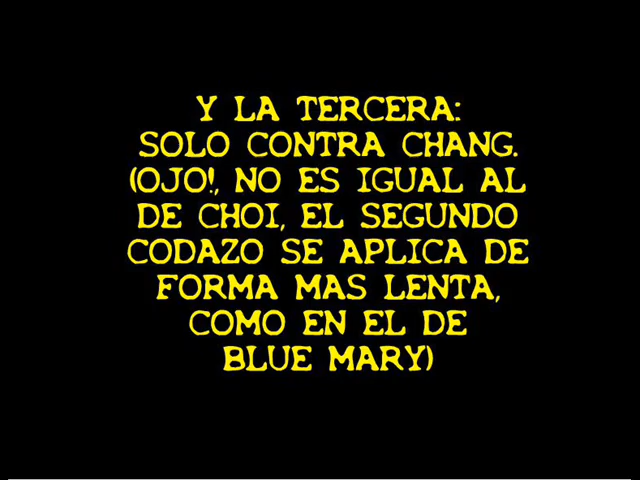 Y LA TERCERA:
SOLO CONTRA CHANG.
(OJO!, NO ES IGUAL AL
DE CHOI, EL SEGUNDO
CODAZO SE APLICA DE
FORMA MAS LENTA,
COMO EN EL DE
BLUE MARY)